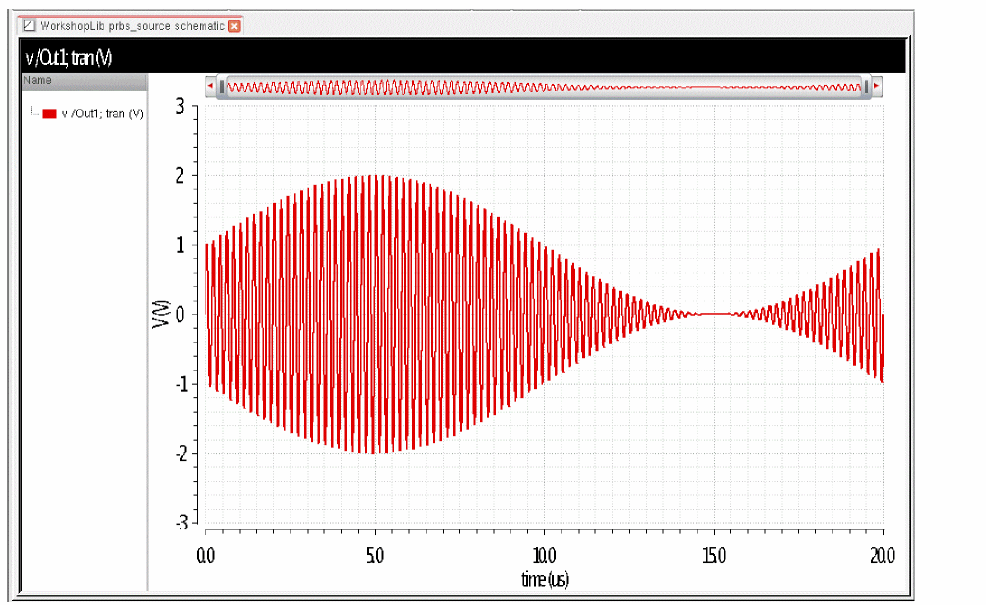 WorkshopLib prbs_source schematic
v /Out1; tran (V)
Name
v /Out1; tran (V)
3
2
1
0
-1
-2
-3
V (V)
0.0 5.0 10.0 15.0 20.0
time (us)